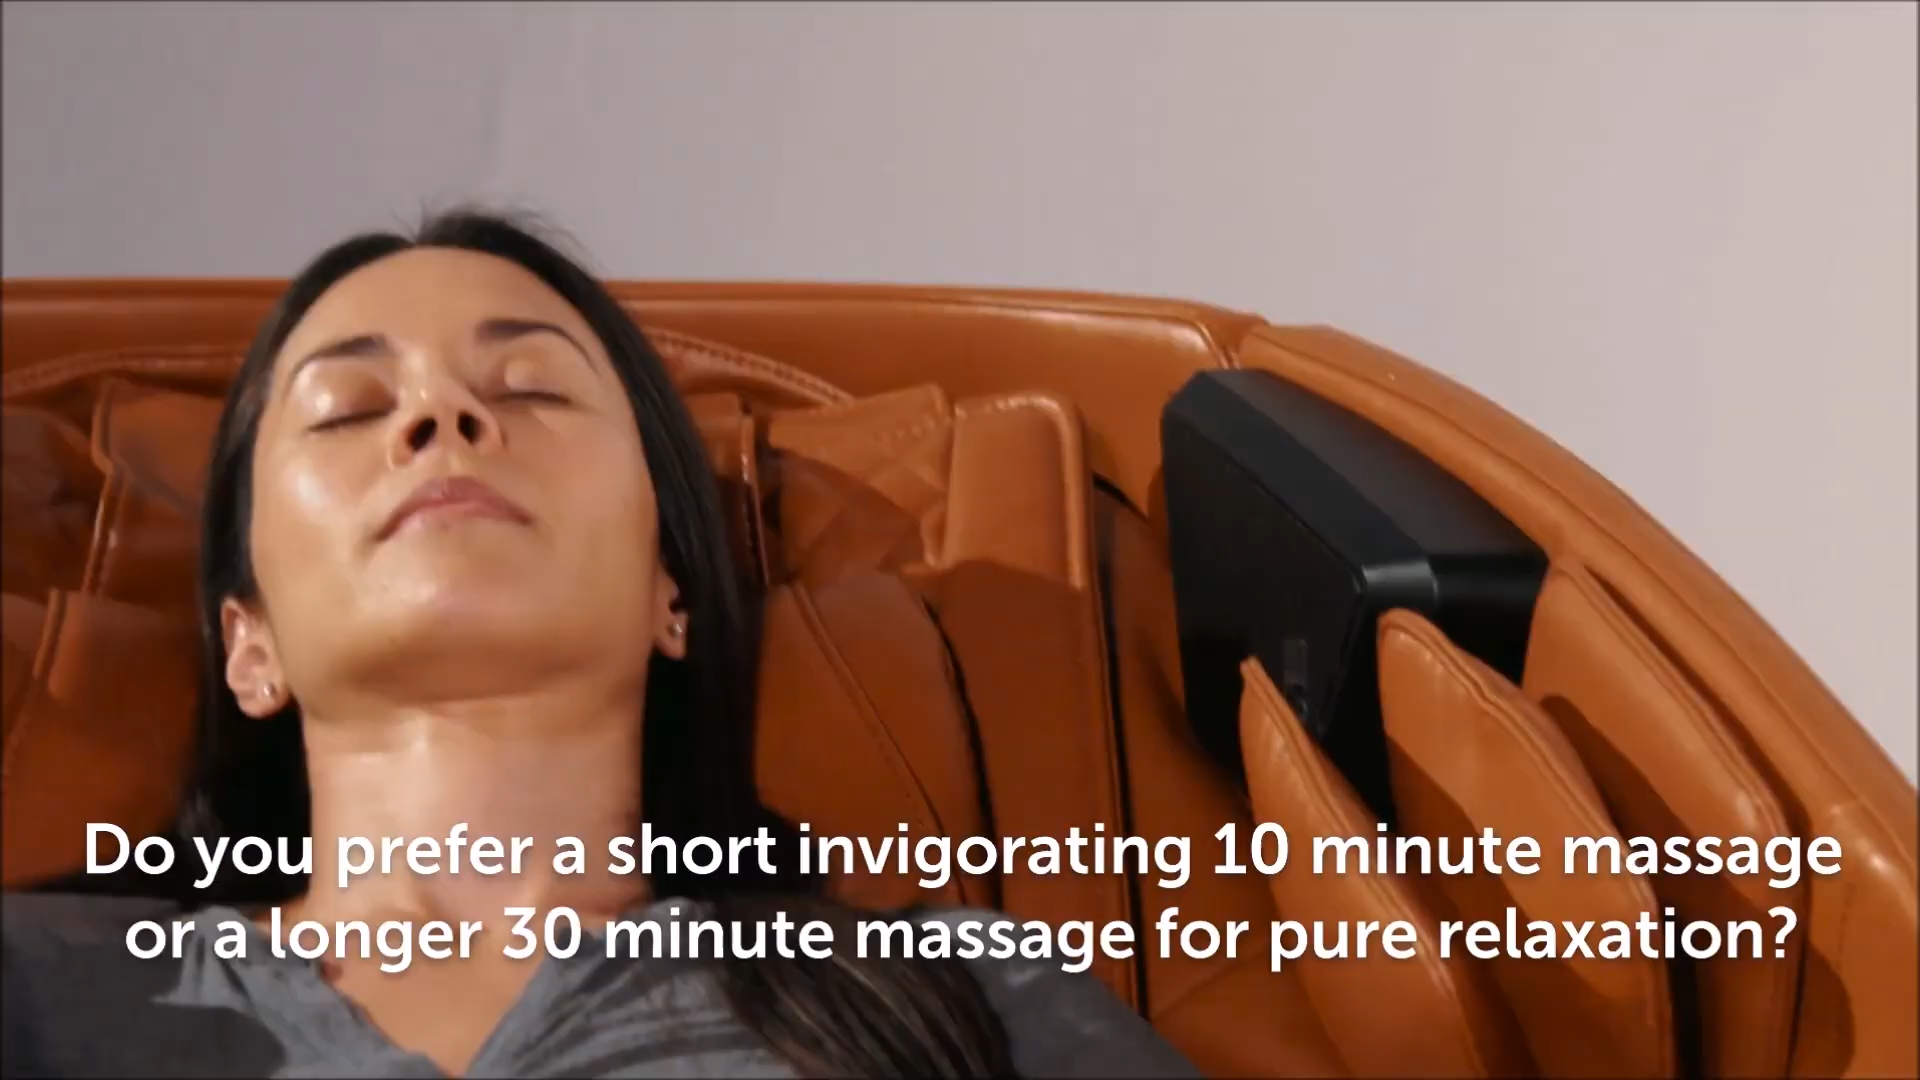 Do you prefer a short invigorating 10 minute massage
or a longer 30 minute massage for pure relaxation?